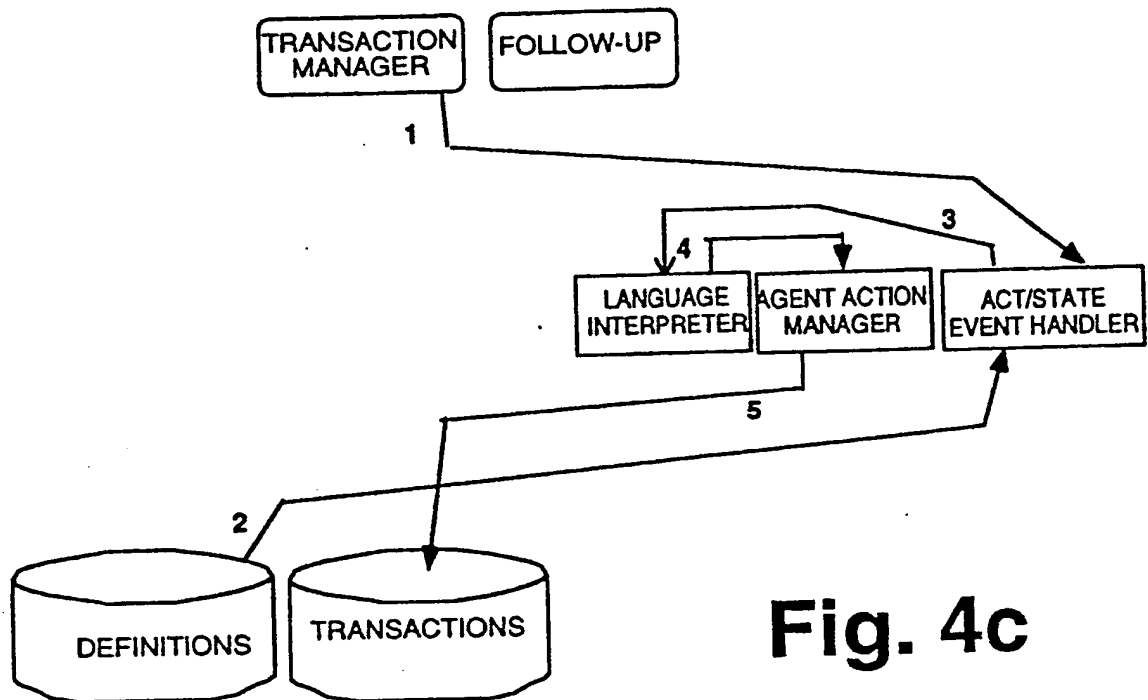 TRANSACTION
MANAGER
FOLLOW-UP
1
3
4
LANGUAGE
INTERPRETER
AGENT ACTION
MANAGER
ACT/STATE
EVENT HANDLER
5
2
DEFINITIONS
TRANSACTIONS
Fig. 4c